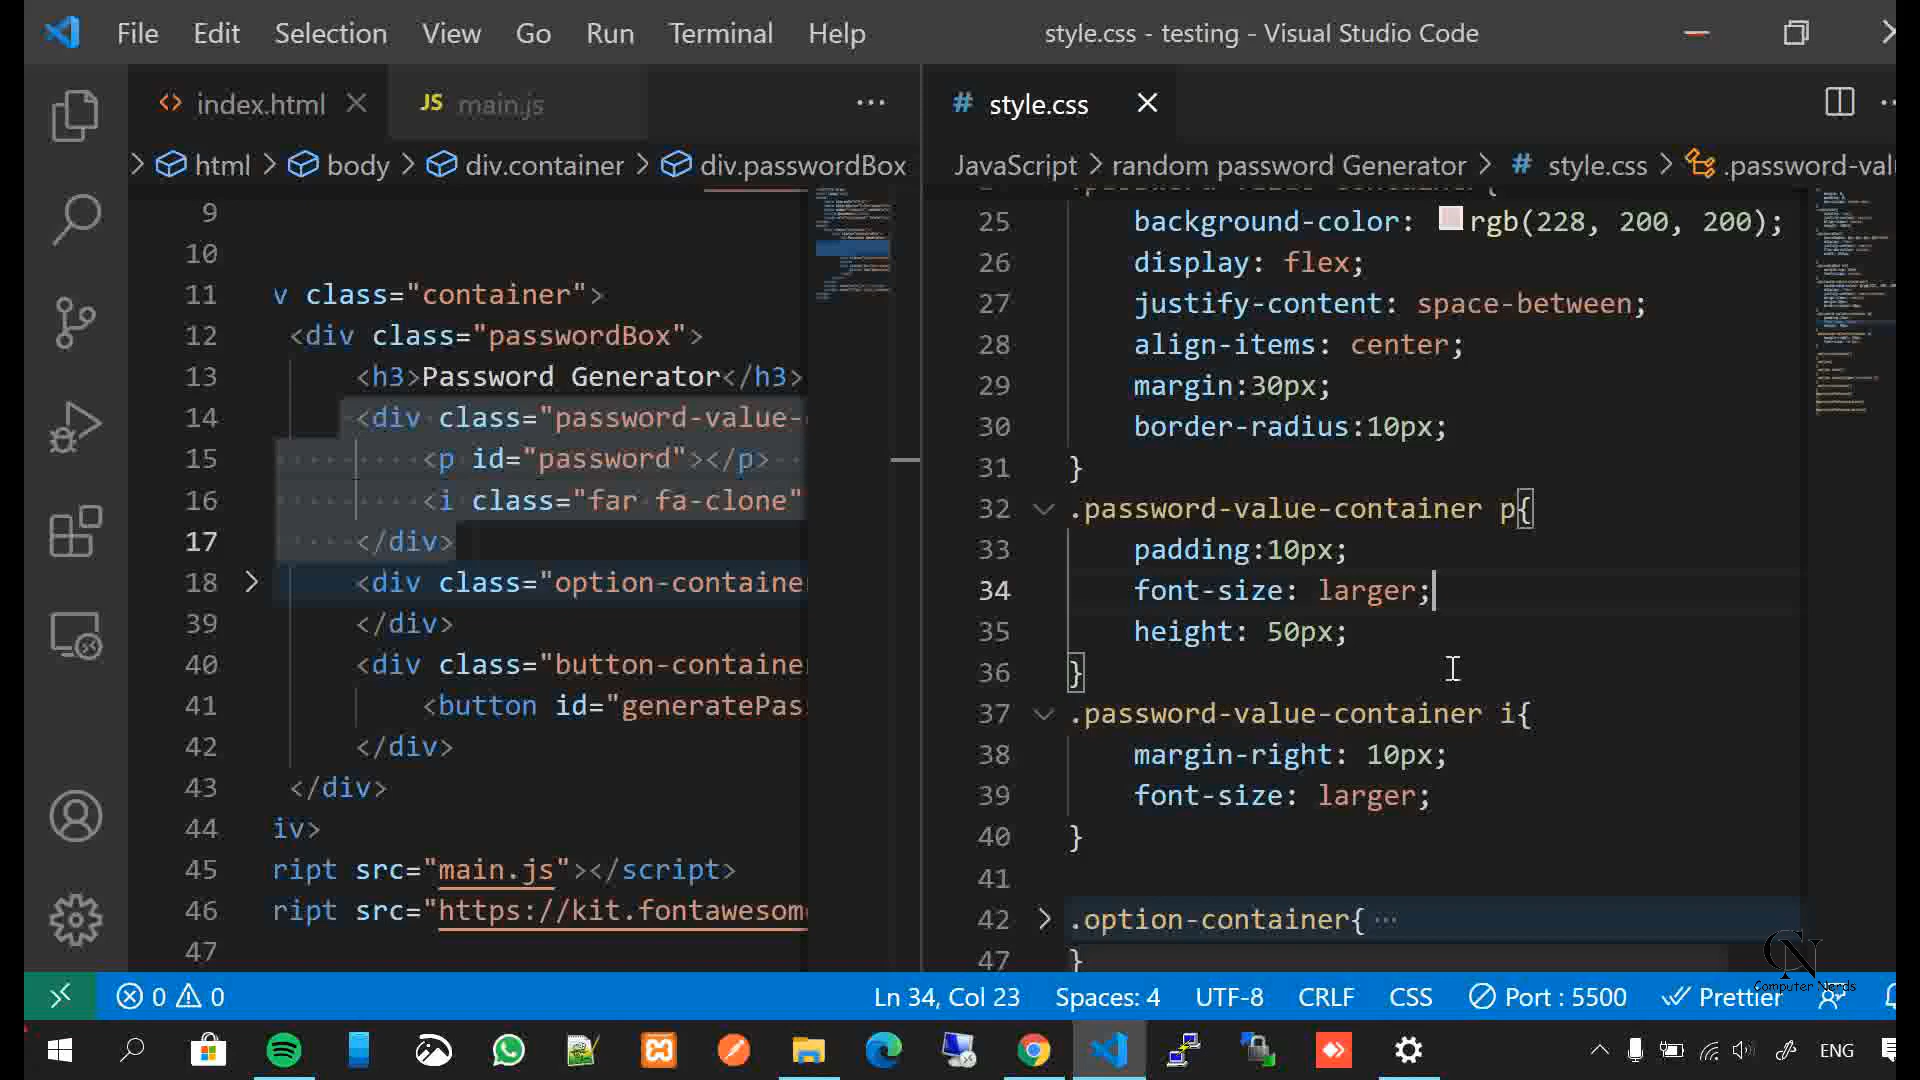 File Edit Selection View Go Run Terminal Help style.css - testing - Visual Studio Code
index.html JS main.js ...
# style.css
html > body > div.container > div.passwordBox
JavaScript > random password Generator > # style.css > .password-val
9
10
11 v class="container">
12 <div class="passwordBox">
13 <h3>Password Generator</h3>
14 <div class="password-value-
15 <p id="password"></p>
16 <i class="far fa-clone"
17 </div>
18 <div class="option-container
39 </div>
40 <div class="button-container
41 <button id="generatePas
42 </div>
43 </div>
44 iv>
45 ript src="main.js"></script>
46 ript src="https://kit.fontawesom
47
25 background-color: rgb(228, 200, 200);
26 display: flex;
27 justify-content: space-between;
28 align-items: center;
29 margin:30px;
30 border-radius:10px;
31 }
32 .password-value-container p{
33 padding:10px;
34 font-size: larger;
35 height: 50px;
36 }
37 .password-value-container i{
38 margin-right: 10px;
39 font-size: larger;
40 }
41
42 .option-container{ ...
47 }
CN
Computer Nerds
0 0 Ln 34, Col 23 Spaces: 4 UTF-8 CRLF CSS Port : 5500 Prettier
ENG